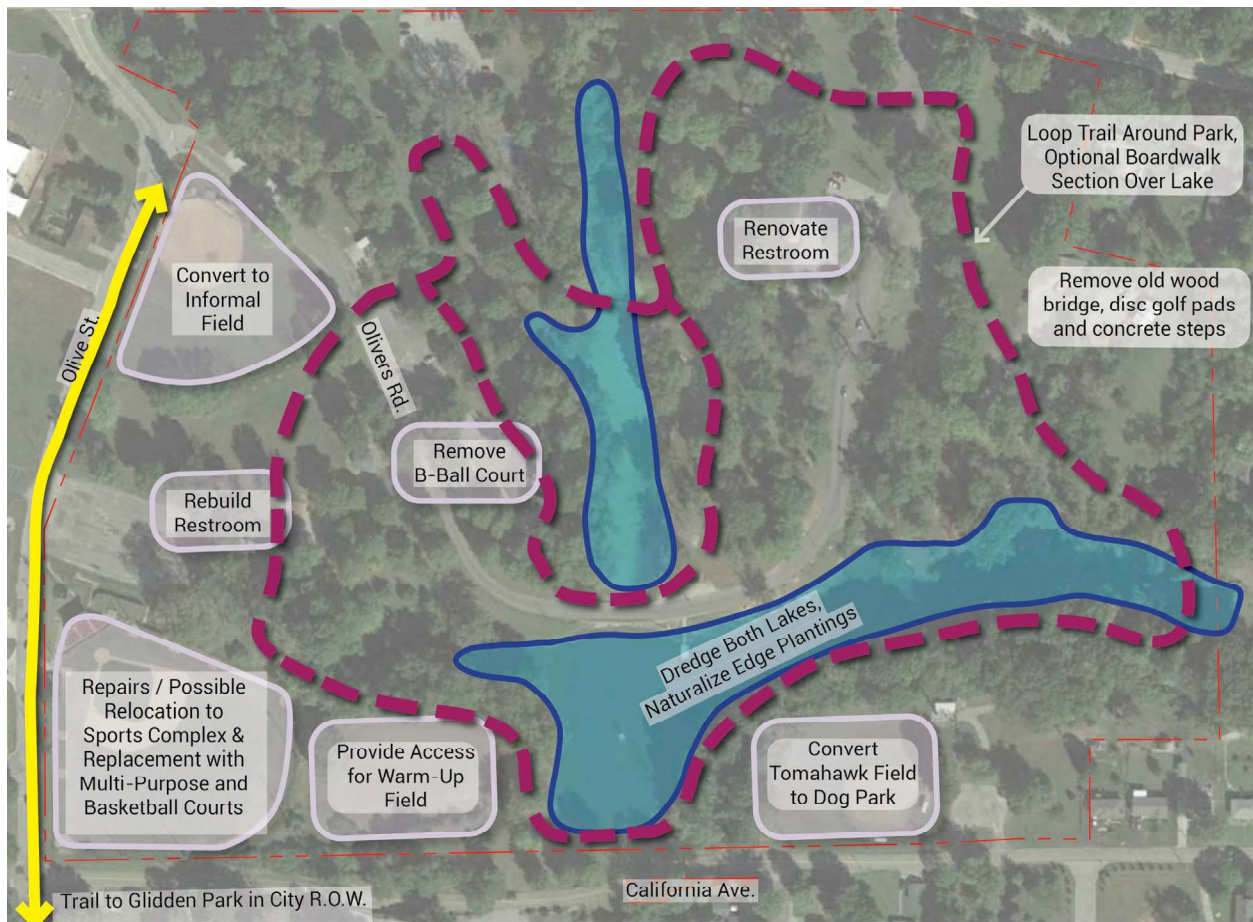 Loop Trail Around Park,
Optional Boardwalk
Section Over Lake
Renovate
Restroom
Convert to
Informal
Field
Remove old wood
bridge, disc golf pads
and concrete steps
Olive St.
Olivers Rd.
Remove
B-Ball Court
Rebuild
Restroom
Dredge Both Lakes,
Naturalize Edge Plantings
Repairs / Possible
Relocation to
Sports Complex &
Replacement with
Multi-Purpose and
Basketball Courts
Provide Access
for Warm-Up
Field
Convert
Tomahawk Field
to Dog Park
Trail to Glidden Park in City R.O.W.
California Ave.